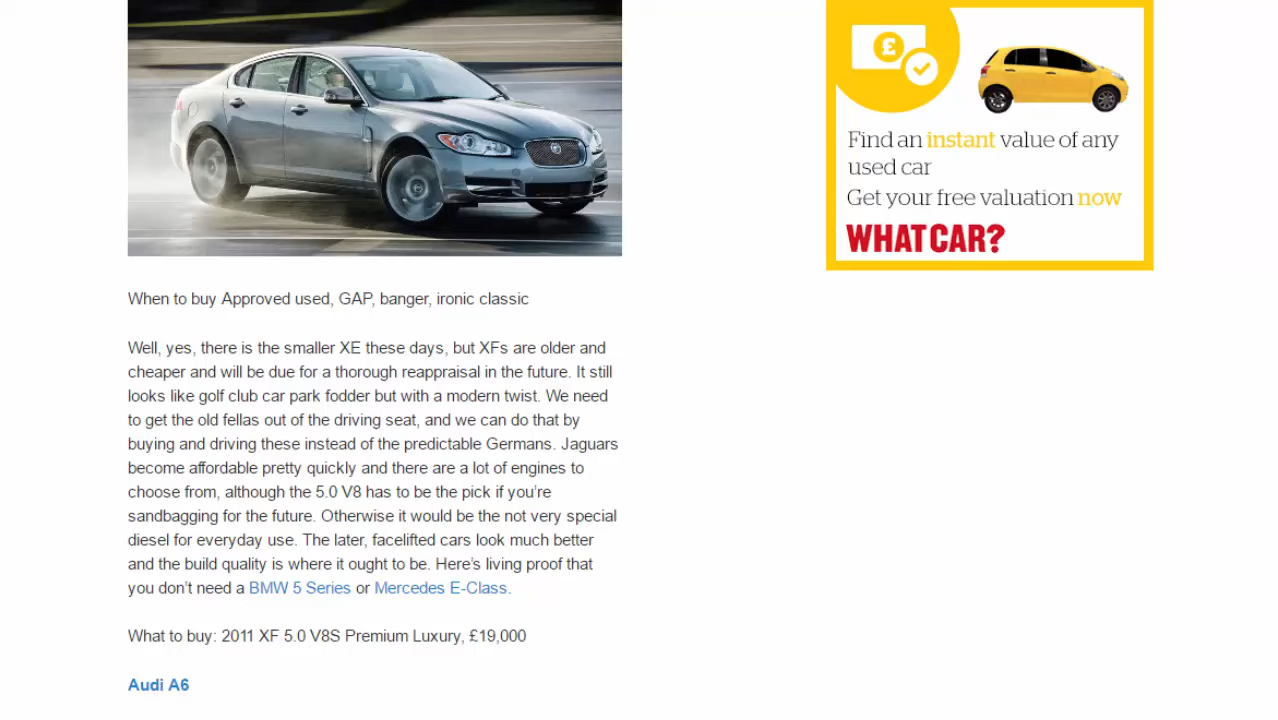 When to buy Approved used, GAP, banger, ironic classic
Well, yes, there is the smaller XE these days, but XFs are older and
cheaper and will be due for a thorough reappraisal in the future. It still
looks like golf club car park fodder but with a modern twist. We need
to get the old fellas out of the driving seat, and we can do that by
buying and driving these instead of the predictable Germans. Jaguars
become affordable pretty quickly and there are a lot of engines to
choose from, although the 5.0 V8 has to be the pick if you’re
sandbagging for the future. Otherwise it would be the not very special
diesel for everyday use. The later, facelifted cars look much better
and the build quality is where it ought to be. Here’s living proof that
you don’t need a BMW 5 Series or Mercedes E-Class.
What to buy: 2011 XF 5.0 V8S Premium Luxury, £19,000
Audi A6
£
Find an instant value of any
used car
Get your free valuation now
WHAT CAR?